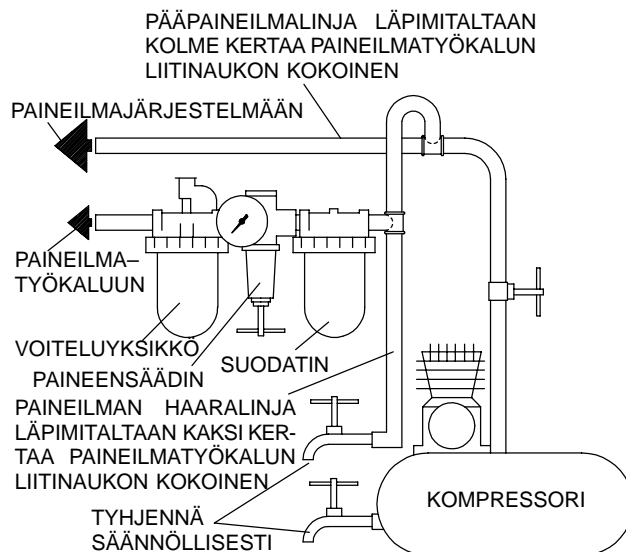 PÄÄPAINEILMALINJA LÄPIMITALTAAN
KOLME KERTAA PAINEILMATYÖKALUN
LIITINAUKON KOKOINEN
PAINEILMAJÄRJESTELMÄÄN
PAINEILMA–
TYÖKALUUN
VOITELUYKSIKKÖ
SUODATIN
PAINEENSÄÄDIN
PAINEILMAN HAARALINJA
LÄPIMITALTAAN KAKSI KER-
TAA PAINEILMATYÖKALUN
LIITINAUKON KOKOINEN
KOMPRESSORI
TYHJENNÄ
SÄÄNNÖLLISESTI